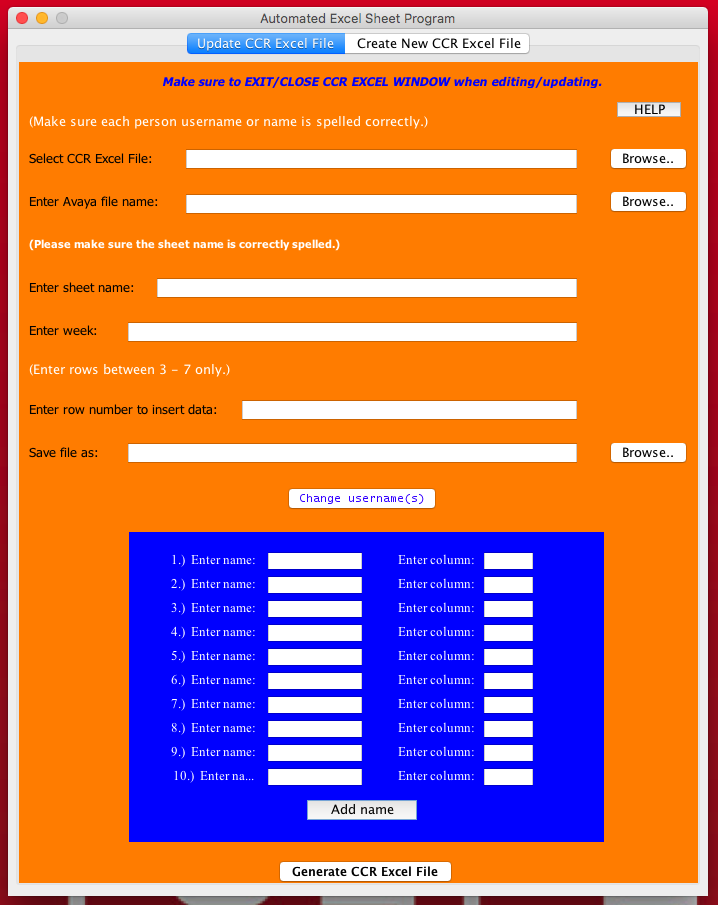 Automated Excel Sheet Program
Update CCR Excel File Create New CCR Excel File
Make sure to EXIT/CLOSE CCR EXCEL WINDOW when editing/updating.
HELP
(Make sure each person username or name is spelled correctly.)
Select CCR Excel File: Browse..
Enter Avaya file name: Browse..
(Please make sure the sheet name is correctly spelled.)
Enter sheet name:
Enter week:
(Enter rows between 3 - 7 only.)
Enter row number to insert data:
Save file as: Browse..
Change username(s)
1.) Enter name: Enter column:
2.) Enter name: Enter column:
3.) Enter name: Enter column:
4.) Enter name: Enter column:
5.) Enter name: Enter column:
6.) Enter name: Enter column:
7.) Enter name: Enter column:
8.) Enter name: Enter column:
9.) Enter name: Enter column:
10.) Enter na... Enter column:
Add name
Generate CCR Excel File